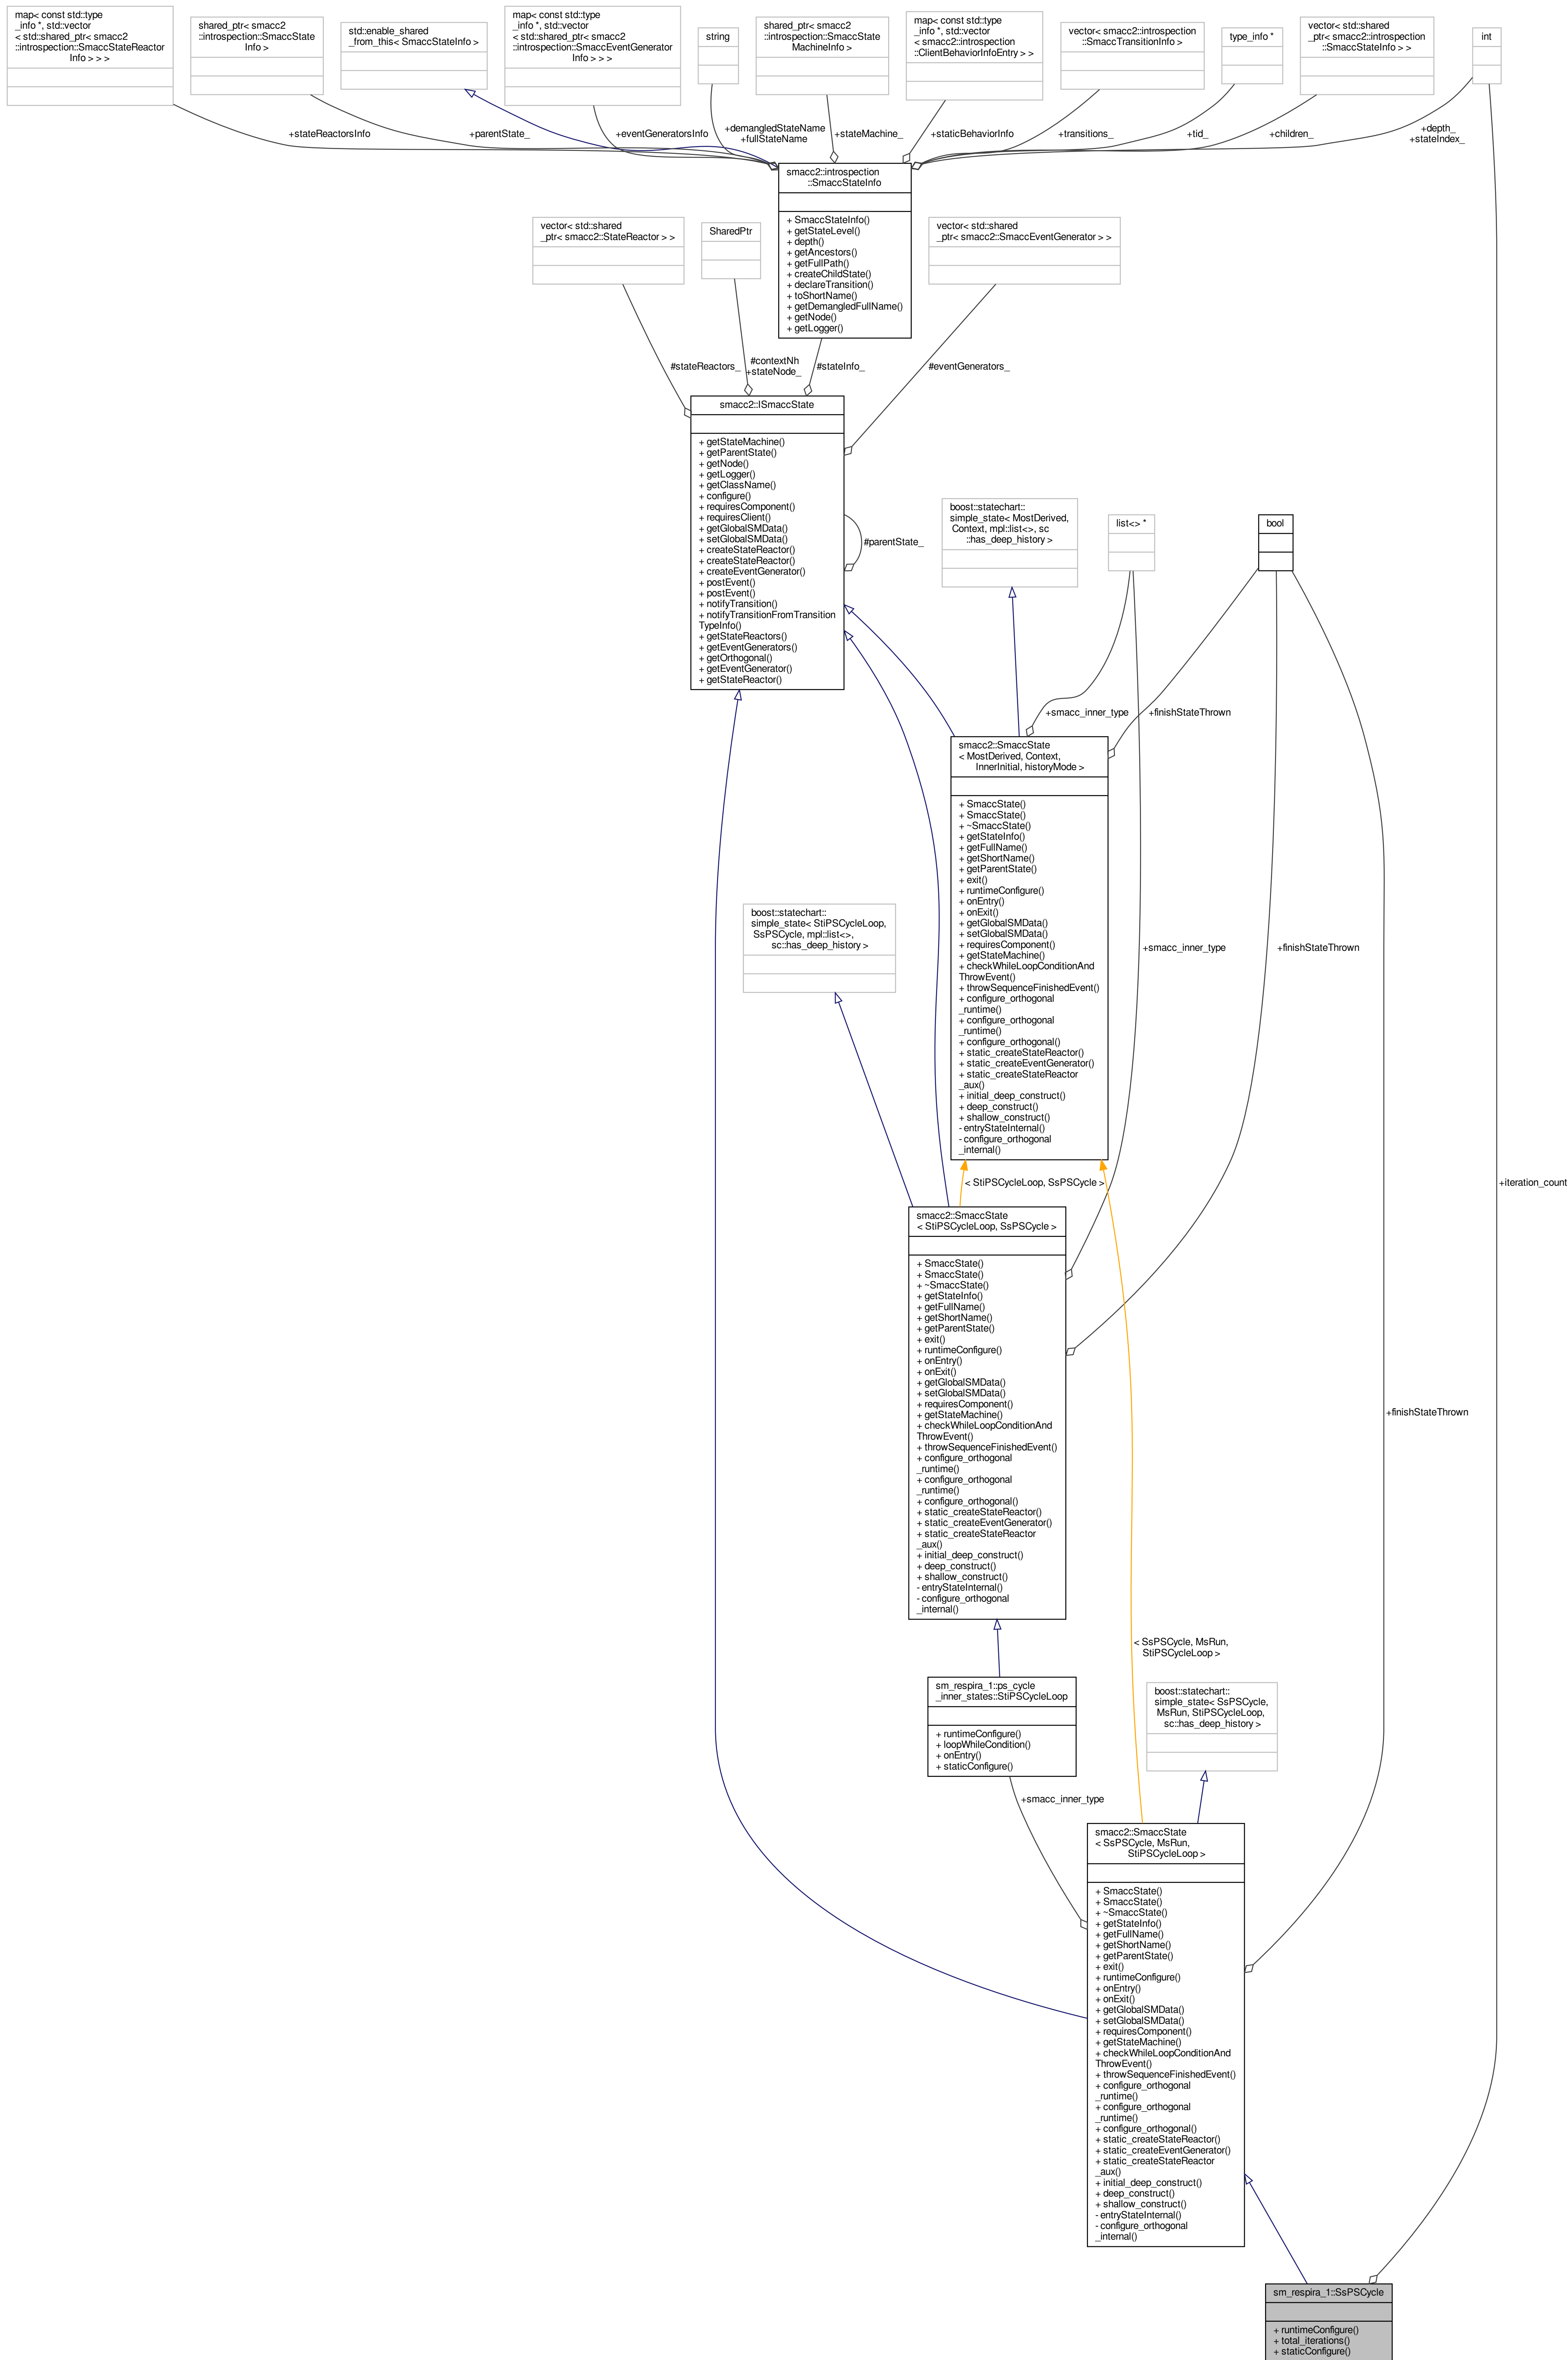 map< const std::type
_info *, std::vector
< std::shared_ptr< smacc2
::introspection::SmaccStateReactor
Info > > >
shared_ptr< smacc2
::introspection::SmaccState
Info >
std::enable_shared
_from_this< SmaccStateInfo >
map< const std::type
_info *, std::vector
< std::shared_ptr< smacc2
::introspection::SmaccEventGenerator
Info > > >
string
shared_ptr< smacc2
::introspection::SmaccState
MachineInfo >
map< const std::type
_info *, std::vector
< smacc2::introspection
::ClientBehaviorInfoEntry > >
vector< smacc2::introspection
::SmaccTransitionInfo >
type_info *
vector< std::shared
_ptr< smacc2::introspection
::SmaccStateInfo > >
int
+stateReactorsInfo
+parentState_
+eventGeneratorsInfo
+demangledStateName
+fullStateName
+stateMachine_
+staticBehaviorInfo
+transitions_
+tid_
+children_
+depth_
+stateIndex_
smacc2::introspection
::SmaccStateInfo
+ SmaccStateInfo()
+ getStateLevel()
+ depth()
+ getAncestors()
+ getFullPath()
+ createChildState()
+ declareTransition()
+ toShortName()
+ getDemangledFullName()
+ getNode()
+ getLogger()
vector< std::shared
_ptr< smacc2::StateReactor > >
SharedPtr
vector< std::shared
_ptr< smacc2::SmaccEventGenerator > >
#stateReactors_
#contextNh
+stateNode_
#stateInfo_
#eventGenerators_
smacc2::ISmaccState
+ getStateMachine()
+ getParentState()
+ getNode()
+ getLogger()
+ getClassName()
+ configure()
+ requiresComponent()
+ requiresClient()
+ getGlobalSMData()
+ setGlobalSMData()
+ createStateReactor()
+ createStateReactor()
+ createEventGenerator()
+ postEvent()
+ postEvent()
+ notifyTransition()
+ notifyTransitionFromTransition
TypeInfo()
+ getStateReactors()
+ getEventGenerators()
+ getOrthogonal()
+ getEventGenerator()
+ getStateReactor()
#parentState_
boost::statechart::
simple_state< MostDerived,
Context, mpl::list<>, sc
::has_deep_history >
list<> *
bool
+smacc_inner_type
+finishStateThrown
smacc2::SmaccState
< MostDerived, Context,
InnerInitial, historyMode >
+ SmaccState()
+ SmaccState()
+ ~SmaccState()
+ getStateInfo()
+ getFullName()
+ getShortName()
+ getParentState()
+ exit()
+ runtimeConfigure()
+ onEntry()
+ onExit()
+ getGlobalSMData()
+ setGlobalSMData()
+ requiresComponent()
+ getStateMachine()
+ checkWhileLoopConditionAnd
ThrowEvent()
+ throwSequenceFinishedEvent()
+ configure_orthogonal
_runtime()
+ configure_orthogonal
_runtime()
+ configure_orthogonal()
+ static_createStateReactor()
+ static_createEventGenerator()
+ static_createStateReactor
_aux()
+ initial_deep_construct()
+ deep_construct()
+ shallow_construct()
- entryStateInternal()
- configure_orthogonal
_internal()
boost::statechart::
simple_state< StiPSCycleLoop,
SsPSCycle, mpl::list<>,
sc::has_deep_history >
+smacc_inner_type
+finishStateThrown
< StiPSCycleLoop, SsPSCycle >
+iteration_count
smacc2::SmaccState
< StiPSCycleLoop, SsPSCycle >
+ SmaccState()
+ SmaccState()
+ ~SmaccState()
+ getStateInfo()
+ getFullName()
+ getShortName()
+ getParentState()
+ exit()
+ runtimeConfigure()
+ onEntry()
+ onExit()
+ getGlobalSMData()
+ setGlobalSMData()
+ requiresComponent()
+ getStateMachine()
+ checkWhileLoopConditionAnd
ThrowEvent()
+ throwSequenceFinishedEvent()
+ configure_orthogonal
_runtime()
+ configure_orthogonal
_runtime()
+ configure_orthogonal()
+ static_createStateReactor()
+ static_createEventGenerator()
+ static_createStateReactor
_aux()
+ initial_deep_construct()
+ deep_construct()
+ shallow_construct()
- entryStateInternal()
- configure_orthogonal
_internal()
+finishStateThrown
< SsPSCycle, MsRun,
StiPSCycleLoop >
sm_respira_1::ps_cycle
_inner_states::StiPSCycleLoop
+ runtimeConfigure()
+ loopWhileCondition()
+ onEntry()
+ staticConfigure()
boost::statechart::
simple_state< SsPSCycle,
MsRun, StiPSCycleLoop,
sc::has_deep_history >
+smacc_inner_type
smacc2::SmaccState
< SsPSCycle, MsRun,
StiPSCycleLoop >
+ SmaccState()
+ SmaccState()
+ ~SmaccState()
+ getStateInfo()
+ getFullName()
+ getShortName()
+ getParentState()
+ exit()
+ runtimeConfigure()
+ onEntry()
+ onExit()
+ getGlobalSMData()
+ setGlobalSMData()
+ requiresComponent()
+ getStateMachine()
+ checkWhileLoopConditionAnd
ThrowEvent()
+ throwSequenceFinishedEvent()
+ configure_orthogonal
_runtime()
+ configure_orthogonal
_runtime()
+ configure_orthogonal()
+ static_createStateReactor()
+ static_createEventGenerator()
+ static_createStateReactor
_aux()
+ initial_deep_construct()
+ deep_construct()
+ shallow_construct()
- entryStateInternal()
- configure_orthogonal
_internal()
sm_respira_1::SsPSCycle
+ runtimeConfigure()
+ total_iterations()
+ staticConfigure()